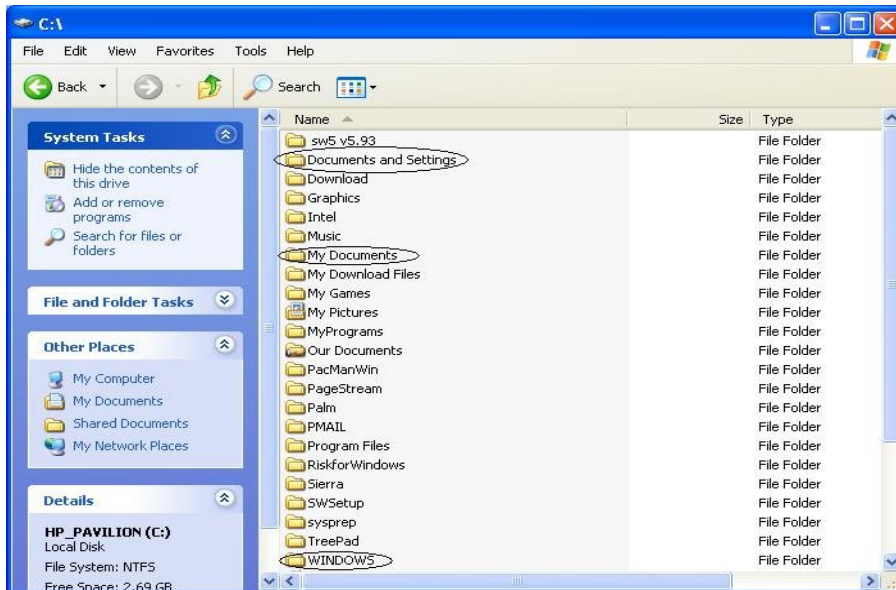 C:\
File Edit View Favorites Tools Help
Back Search
System Tasks
Hide the contents of
this drive
Add or remove
programs
Search for files or
folders
File and Folder Tasks
Other Places
My Computer
My Documents
Shared Documents
My Network Places
Details
HP_PAVILION (C:)
Local Disk
File System: NTFS
Free Space: 2.69 GB
Name Size Type
sw5 v5.93 File Folder
Documents and Settings File Folder
Download File Folder
Graphics File Folder
Intel File Folder
Music File Folder
My Documents File Folder
My Download Files File Folder
My Games File Folder
My Pictures File Folder
MyPrograms File Folder
Our Documents File Folder
PacManWin File Folder
PageStream File Folder
Palm File Folder
PMAIL File Folder
Program Files File Folder
RiskforWindows File Folder
Sierra File Folder
SWSetup File Folder
sysprep File Folder
TreePad File Folder
WINDOWS File Folder